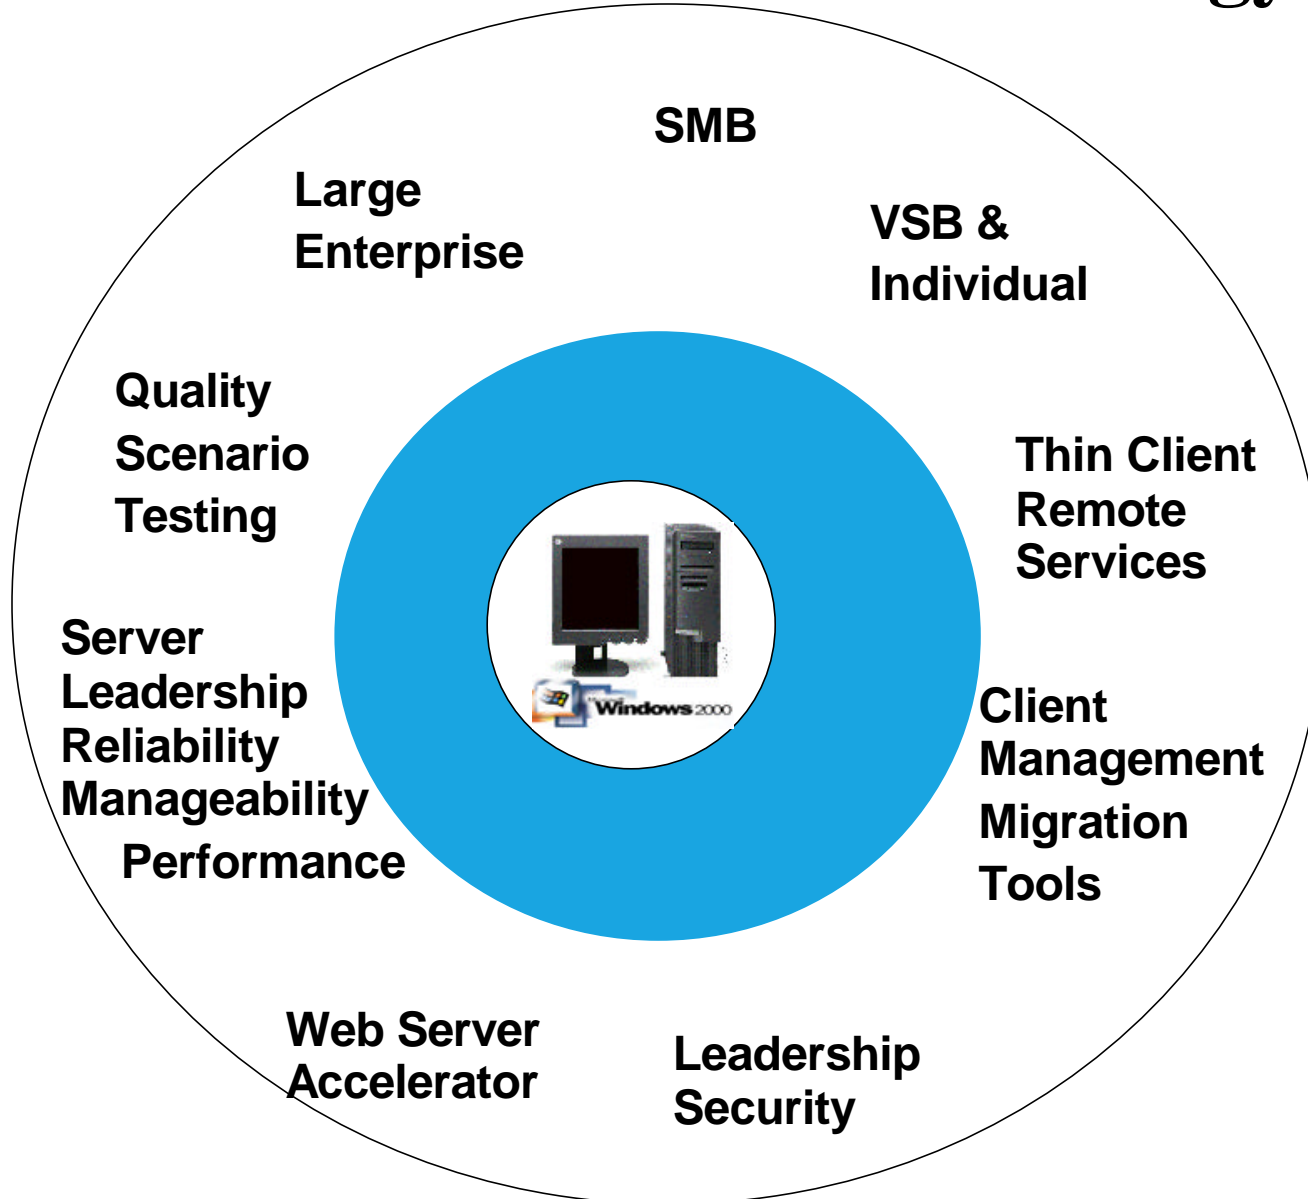 SMB
Large
Enterprise
VSB &
Individual
Quality
Scenario
Testing
Thin Client
Remote
Services
Server
Leadership
Reliability
Manageability
Performance
Client
Management
Migration
Tools
Windows 2000
Web Server
Accelerator
Leadership
Security